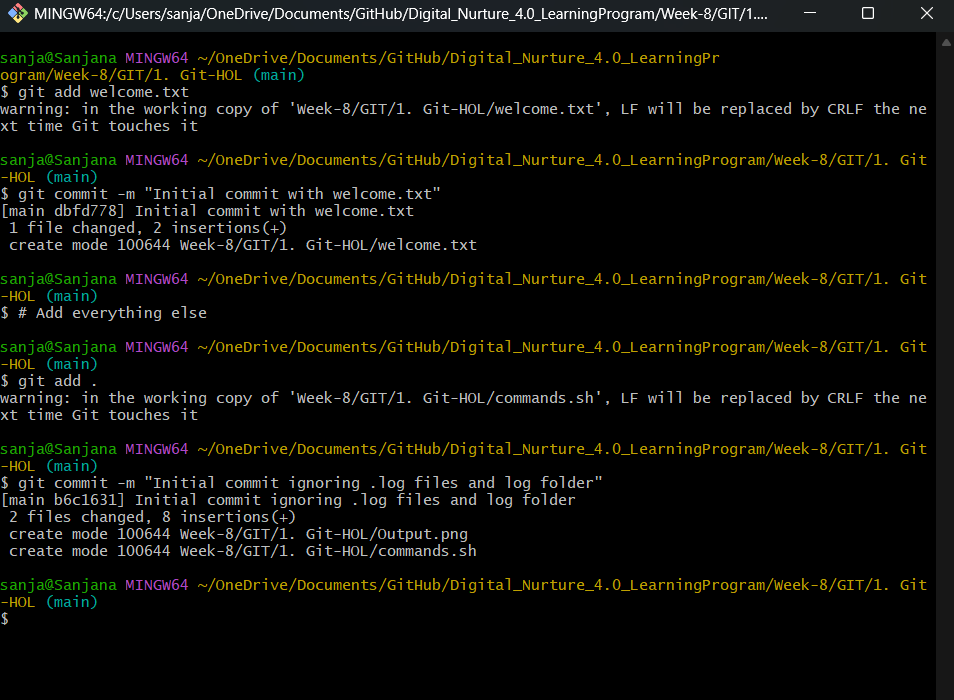 MINGW64:/c/Users/sanja/OneDrive/Documents/GitHub/Digital_Nurture_4.0_LearningProgram/Week-8/GIT/1....
sanja@Sanjana MINGW64 ~/OneDrive/Documents/GitHub/Digital_Nurture_4.0_LearningPr
ogram/Week-8/GIT/1. Git-HOL (main)
$ git add welcome.txt
warning: in the working copy of 'Week-8/GIT/1. Git-HOL/welcome.txt', LF will be replaced by CRLF the ne
xt time Git touches it
sanja@Sanjana MINGW64 ~/OneDrive/Documents/GitHub/Digital_Nurture_4.0_LearningProgram/Week-8/GIT/1. Git
-HOL (main)
$ git commit -m "Initial commit with welcome.txt"
[main dbfd778] Initial commit with welcome.txt
 1 file changed, 2 insertions(+)
 create mode 100644 Week-8/GIT/1. Git-HOL/welcome.txt
sanja@Sanjana MINGW64 ~/OneDrive/Documents/GitHub/Digital_Nurture_4.0_LearningProgram/Week-8/GIT/1. Git
-HOL (main)
$ # Add everything else
sanja@Sanjana MINGW64 ~/OneDrive/Documents/GitHub/Digital_Nurture_4.0_LearningProgram/Week-8/GIT/1. Git
-HOL (main)
$ git add .
warning: in the working copy of 'Week-8/GIT/1. Git-HOL/commands.sh', LF will be replaced by CRLF the ne
xt time Git touches it
sanja@Sanjana MINGW64 ~/OneDrive/Documents/GitHub/Digital_Nurture_4.0_LearningProgram/Week-8/GIT/1. Git
-HOL (main)
$ git commit -m "Initial commit ignoring .log files and log folder"
[main b6c1631] Initial commit ignoring .log files and log folder
 2 files changed, 8 insertions(+)
 create mode 100644 Week-8/GIT/1. Git-HOL/Output.png
 create mode 100644 Week-8/GIT/1. Git-HOL/commands.sh
sanja@Sanjana MINGW64 ~/OneDrive/Documents/GitHub/Digital_Nurture_4.0_LearningProgram/Week-8/GIT/1. Git
-HOL (main)
$